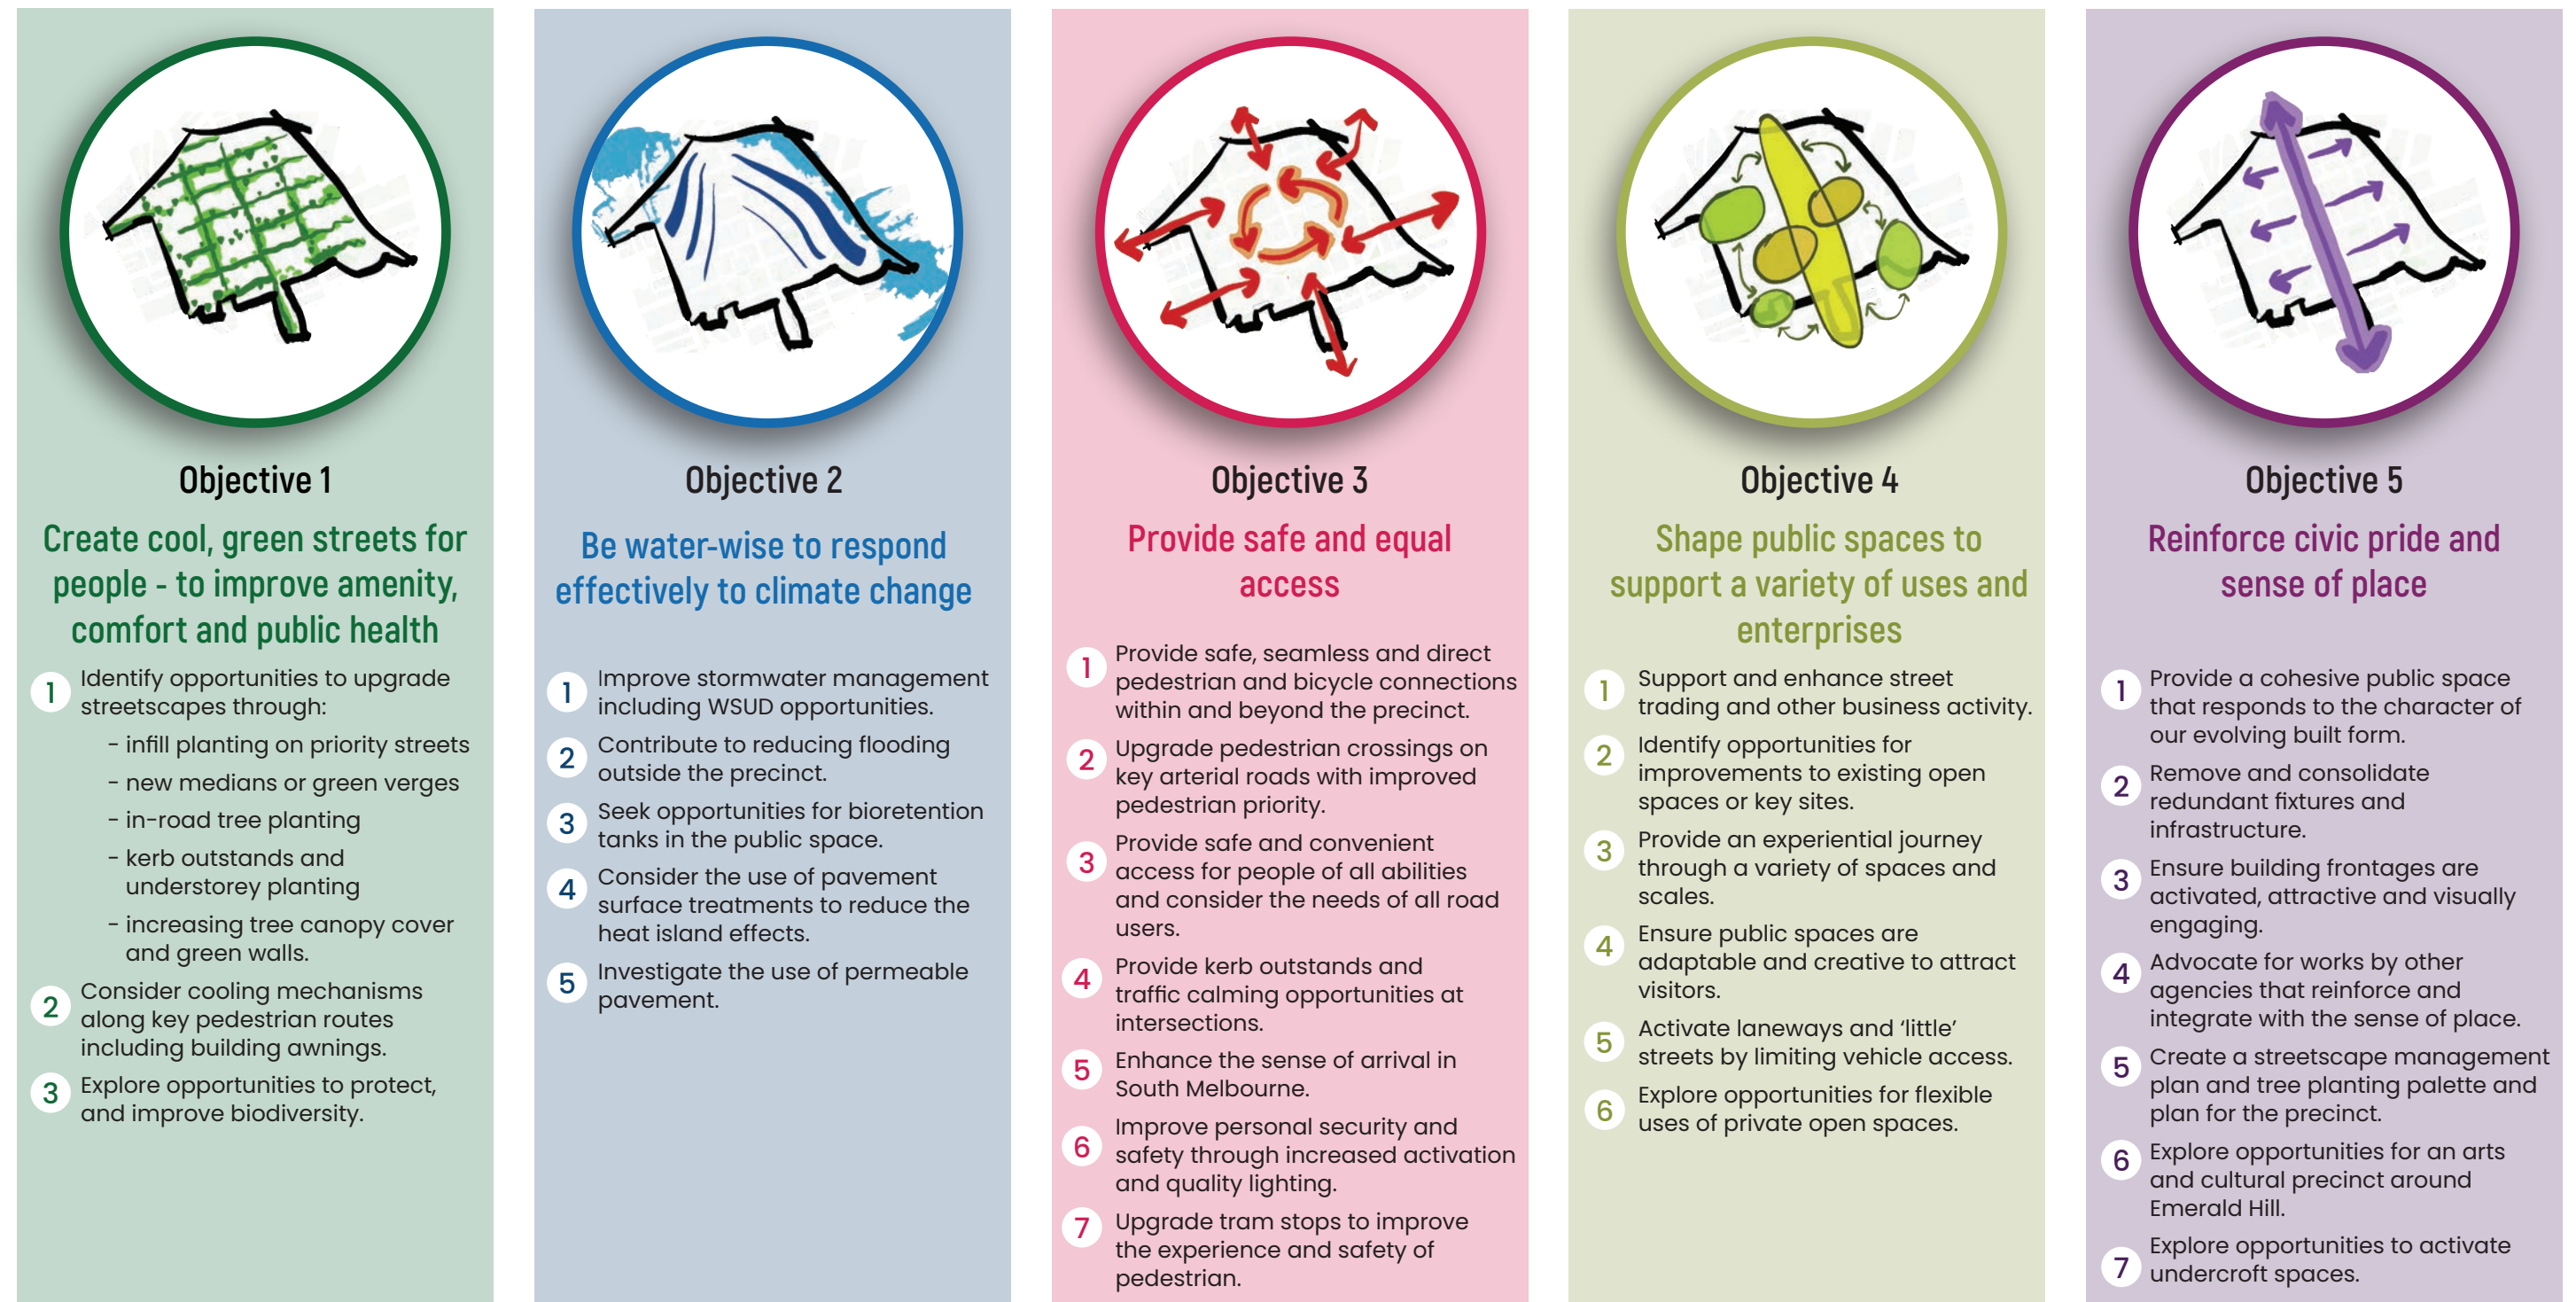 Objective 1
Create cool, green streets for
people - to improve amenity,
comfort and public health
1 Identify opportunities to upgrade
streetscapes through:
- infill planting on priority streets
- new medians or green verges
- in-road tree planting
- kerb outstands and
understorey planting
- increasing tree canopy cover
and green walls.
2 Consider cooling mechanisms
along key pedestrian routes
including building awnings.
3 Explore opportunities to protect,
and improve biodiversity.
Objective 2
Be water-wise to respond
effectively to climate change
1 Improve stormwater management
including WSUD opportunities.
2 Contribute to reducing flooding
outside the precinct.
3 Seek opportunities for bioretention
tanks in the public space.
4 Consider the use of pavement
surface treatments to reduce the
heat island effects.
5 Investigate the use of permeable
pavement.
Objective 3
Provide safe and equal
access
1 Provide safe, seamless and direct
pedestrian and bicycle connections
within and beyond the precinct.
2 Upgrade pedestrian crossings on
key arterial roads with improved
pedestrian priority.
3 Provide safe and convenient
access for people of all abilities
and consider the needs of all road
users.
4 Provide kerb outstands and
traffic calming opportunities at
intersections.
5 Enhance the sense of arrival in
South Melbourne.
6 Improve personal security and
safety through increased activation
and quality lighting.
7 Upgrade tram stops to improve
the experience and safety of
pedestrian.
Objective 4
Shape public spaces to
support a variety of uses and
enterprises
1 Support and enhance street
trading and other business activity.
2 Identify opportunities for
improvements to existing open
spaces or key sites.
3 Provide an experiential journey
through a variety of spaces and
scales.
4 Ensure public spaces are
adaptable and creative to attract
visitors.
5 Activate laneways and ‘little’
streets by limiting vehicle access.
6 Explore opportunities for flexible
uses of private open spaces.
Objective 5
Reinforce civic pride and
sense of place
1 Provide a cohesive public space
that responds to the character of
our evolving built form.
2 Remove and consolidate
redundant fixtures and
infrastructure.
3 Ensure building frontages are
activated, attractive and visually
engaging.
4 Advocate for works by other
agencies that reinforce and
integrate with the sense of place.
5 Create a streetscape management
plan and tree planting palette and
plan for the precinct.
6 Explore opportunities for an arts
and cultural precinct around
Emerald Hill.
7 Explore opportunities to activate
undercroft spaces.